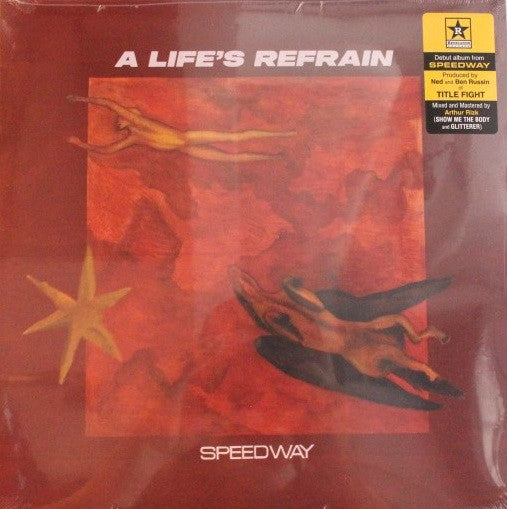 A LIFE'S REFRAIN
R
REVELATION
Debut album from
SPEEDWAY
Produced by
Ned and Ben Russin
of
TITLE FIGHT
Mixed and Mastered by
Arthur Rizk
(SHOW ME THE BODY
and GLITTERER)
SPEEDWAY